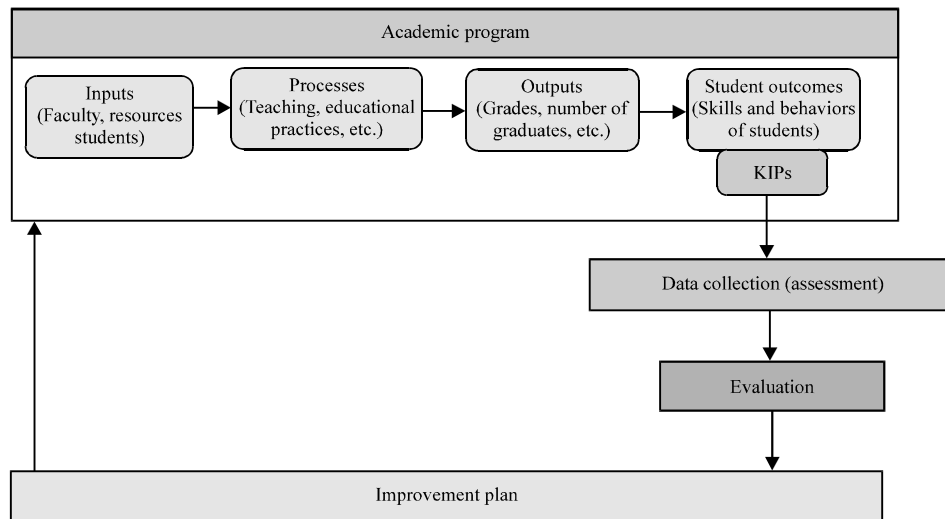 Academic program
Inputs
(Faculty, resources
students)
Processes
(Teaching, educational
practices, etc.)
Outputs
(Grades, number of
graduates, etc.)
Student outcomes
(Skills and behaviors
of students)
KIPs
Data collection (assessment)
Evaluation
Improvement plan